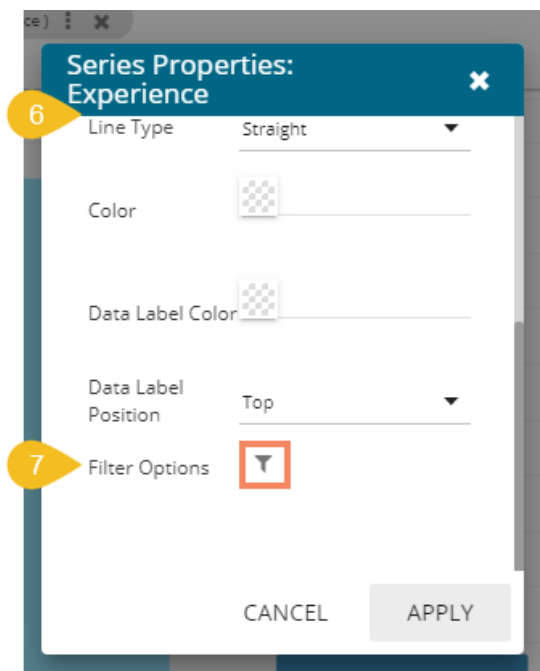 ce)
Series Properties:
Experience
6
Line Type Straight
Color
Data Label Color
Data Label
Position
Top
7
Filter Options
CANCEL APPLY